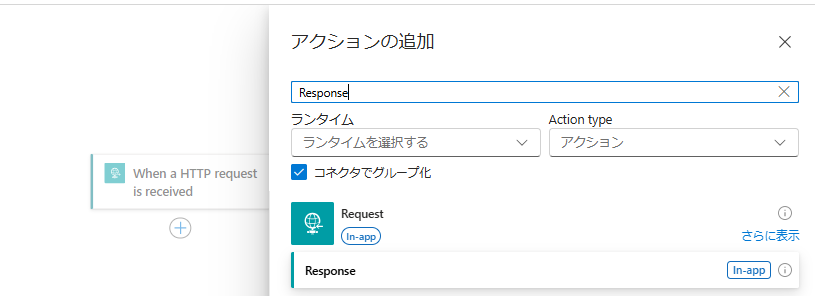 アクションの追加
Response
ランタイム
Action type
ランタイムを選択する
アクション
コネクタでグループ化
When a HTTP request
is received
Request
In-app
さらに表示
Response
In-app